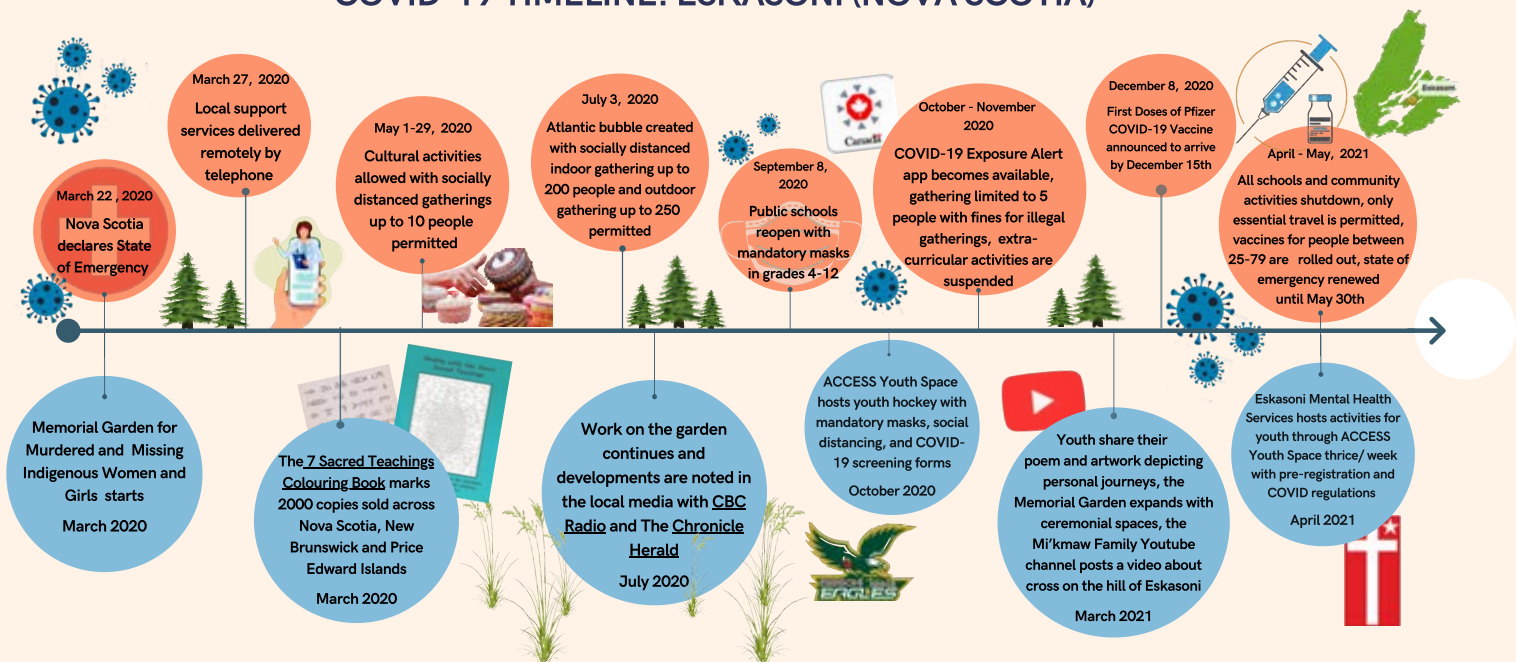 COVID-19 TIMELINE: ESKASONI (NOVA SCOTIA)
March 22 , 2020
Nova Scotia
declares State
of Emergency
March 27, 2020
Local support
services delivered
remotely by
telephone
May 1-29, 2020
Cultural activities
allowed with socially
distanced gatherings
up to 10 people
permitted
July 3, 2020
Atlantic bubble created
with socially distanced
indoor gathering up to
200 people and outdoor
gathering up to 250
permitted
September 8,
2020
Public schools
reopen with
mandatory masks
in grades 4-12
Canada
October - November
2020
COVID-19 Exposure Alert
app becomes available,
gathering limited to 5
people with fines for illegal
gatherings, extra-
curricular activities are
suspended
December 8, 2020
First Doses of Pfizer
COVID-19 Vaccine
announced to arrive
by December 15th
Eskasoni
April - May, 2021
All schools and community
activities shutdown, only
essential travel is permitted,
vaccines for people between
25-79 are rolled out, state of
emergency renewed
until May 30th
Memorial Garden for
Murdered and Missing
Indigenous Women and
Girls starts
March 2020
The 7 Sacred Teachings
Colouring Book marks
2000 copies sold across
Nova Scotia, New
Brunswick and Price
Edward Islands
March 2020
Work on the garden
continues and
developments are noted in
the local media with CBC
Radio and The Chronicle
Herald
July 2020
ACCESS Youth Space
hosts youth hockey with
mandatory masks, social
distancing, and COVID-
19 screening forms
October 2020
EAGLES
Youth share their
poem and artwork depicting
personal journeys, the
Memorial Garden expands with
ceremonial spaces, the
Mi'kmaw Family Youtube
channel posts a video about
cross on the hill of Eskasoni
March 2021
Eskasoni Mental Health
Services hosts activities for
youth through ACCESS
Youth Space thrice/ week
with pre-registration and
COVID regulations
April 2021